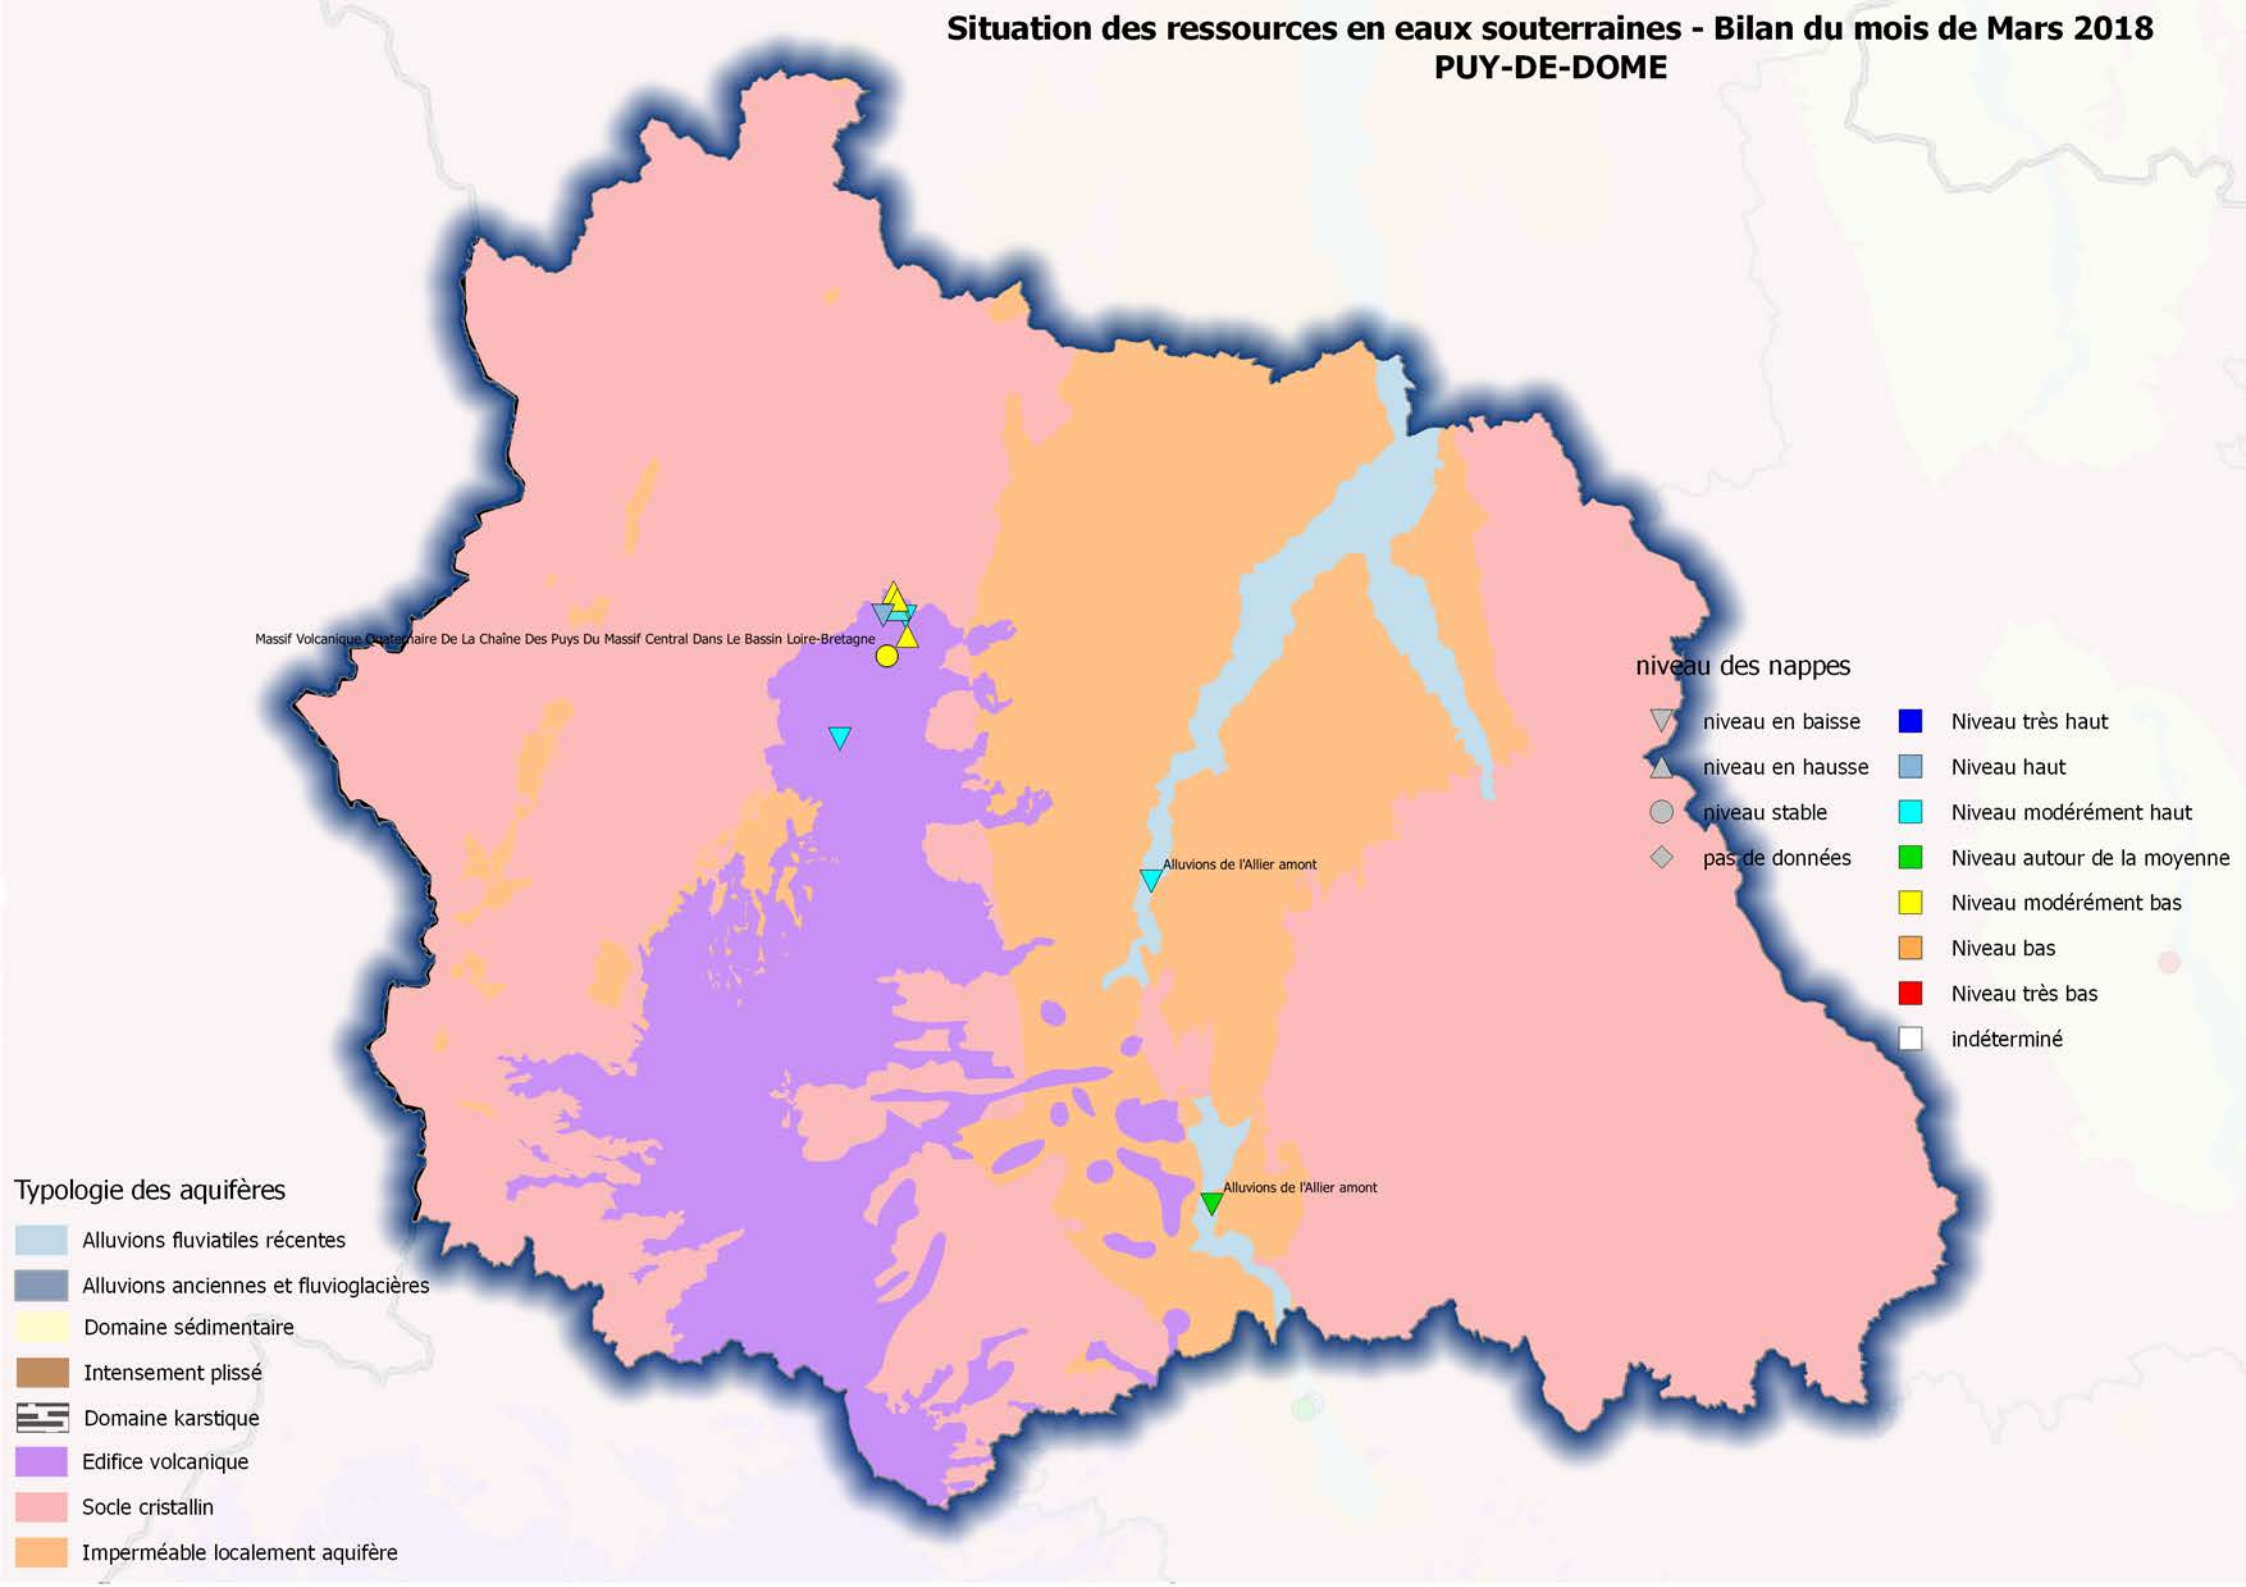 Situation des ressources en eaux souterraines - Bilan du mois de Mars 2018
PUY-DE-DOME
Massif Volcanique Quaternaire De La Chaîne Des Puys Du Massif Central Dans Le Bassin Loire-Bretagne
Alluvions de l'Allier amont
Alluvions de l'Allier amont
niveau des nappes
niveau en baisse
niveau en hausse
niveau stable
pas de données
Niveau très haut
Niveau haut
Niveau modérément haut
Niveau autour de la moyenne
Niveau modérément bas
Niveau bas
Niveau très bas
indéterminé
Typologie des aquifères
Alluvions fluviatiles récentes
Alluvions anciennes et fluvioglacières
Domaine sédimentaire
Intensement plissé
Domaine karstique
Edifice volcanique
Socle cristallin
Imperméable localement aquifère